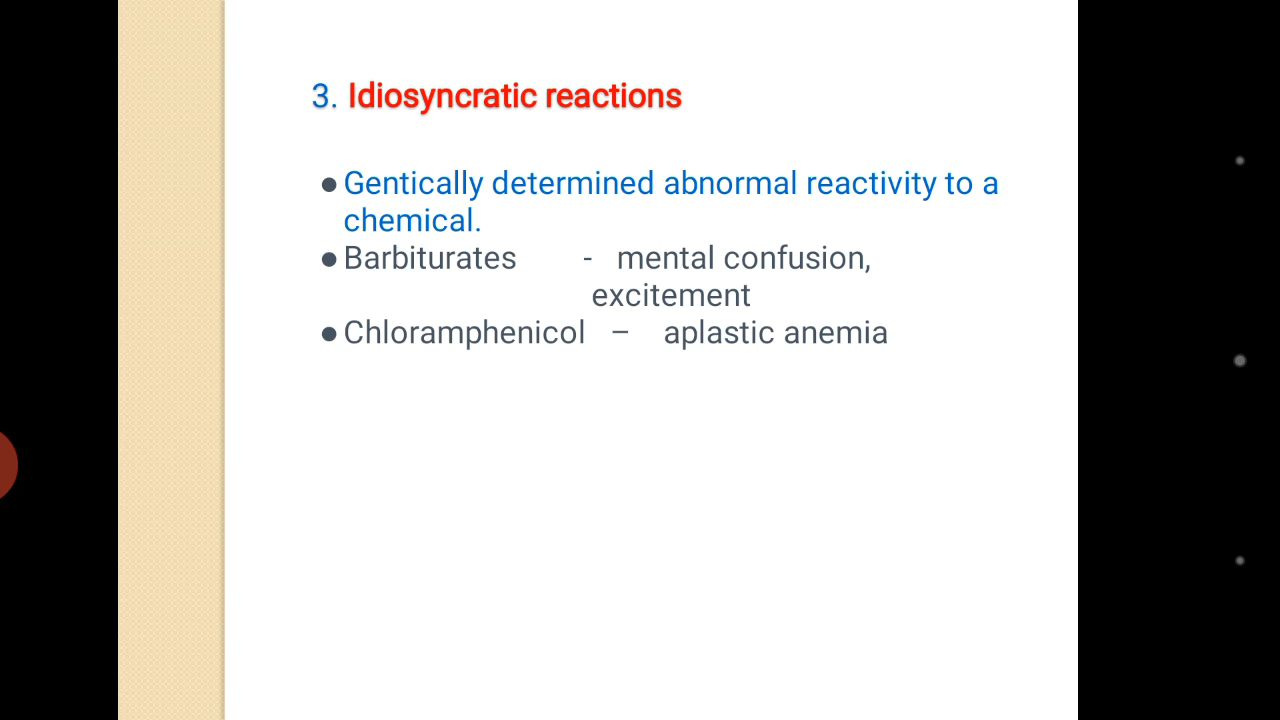 3. Idiosyncratic reactions
● Gentically determined abnormal reactivity to a
chemical.
● Barbiturates - mental confusion,
excitement
● Chloramphenicol – aplastic anemia